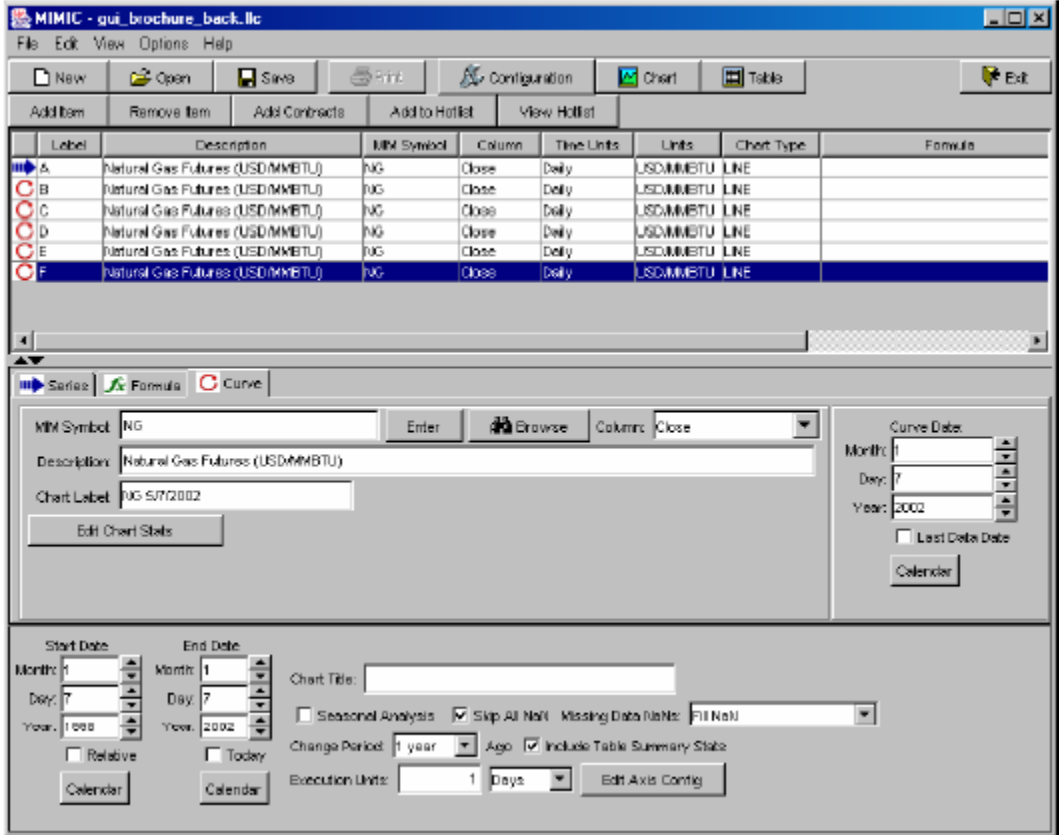 MIMIC - gui_brochure_back.llc
File Edit View Options Help
New Open Save Print Configuration Chart Table Exit
Add Item Remove Item Add Contracts Add to Hotlist View Hotlist
Label Description MIM Symbol Column Time Units Units Chart Type Formula
A Natural Gas Futures (USD/MMBTU) NG Close Daily USD/MMBTU LINE
B Natural Gas Futures (USD/MMBTU) NG Close Daily USD/MMBTU LINE
C Natural Gas Futures (USD/MMBTU) NG Close Daily USD/MMBTU LINE
D Natural Gas Futures (USD/MMBTU) NG Close Daily USD/MMBTU LINE
E Natural Gas Futures (USD/MMBTU) NG Close Daily USD/MMBTU LINE
F Natural Gas Futures (USD/MMBTU) NG Close Daily USD/MMBTU LINE
Series fx Formula Curve
MIM Symbol: NG Enter Browse Column: Close
Curve Date:
Month: 1
Description: Natural Gas Futures (USD/MMBTU)
Day: 7
Chart Label: NG 5/7/2002
Year: 2002
Edit Chart Stats
Last Data Date
Calendar
Start Date End Date
Month: 1 Month: 1
Chart Title:
Day: 7 Day: 7
Seasonal Analysis Skip All NaN Missing Data NaNs: Fill NaN
Year: Year: 2002
Change Period: 1 year Ago Include Table Summary Stats
Relative Today
Execution Units: 1 Days Edit Axis Config
Calendar Calendar